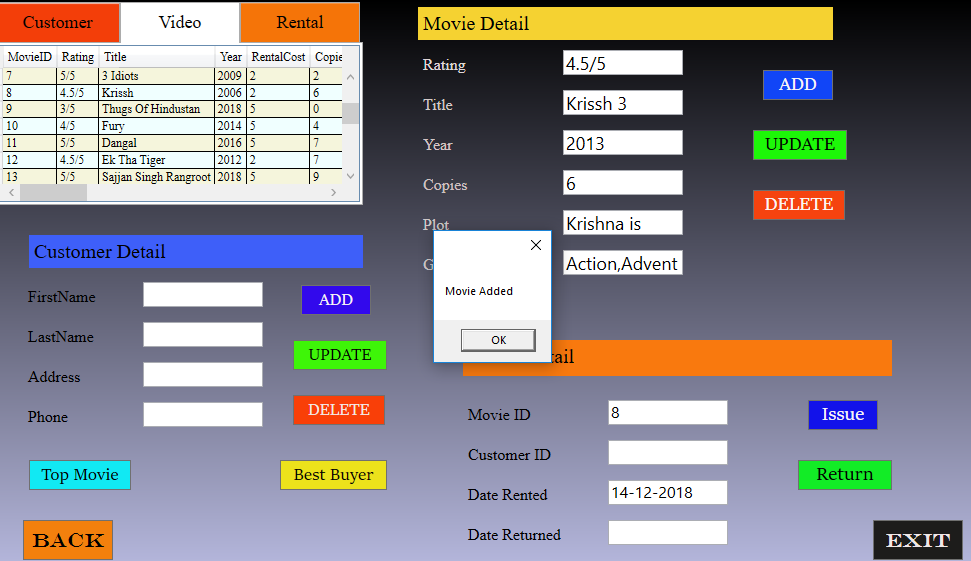 Customer Video Rental
MovieID Rating Title Year RentalCost Copie
7 5/5 3 Idiots 2009 2 2
8 4.5/5 Krissh 2006 2 6
9 3/5 Thugs Of Hindustan 2018 5 0
10 4/5 Fury 2014 5 4
11 5/5 Dangal 2016 5 7
12 4.5/5 Ek Tha Tiger 2012 2 7
13 5/5 Sajjan Singh Rangroot 2018 5 9
Movie Detail
Rating 4.5/5
Title Krissh 3
Year 2013
Copies 6
Plot Krishna is
G Action,Advent
ADD
UPDATE
DELETE
Movie Added
OK
Customer Detail
FirstName
LastName
Address
Phone
ADD
UPDATE
DELETE
Top Movie
Best Buyer
BACK
tail
Movie ID 8
Customer ID
Date Rented 14-12-2018
Date Returned
Issue
Return
EXIT